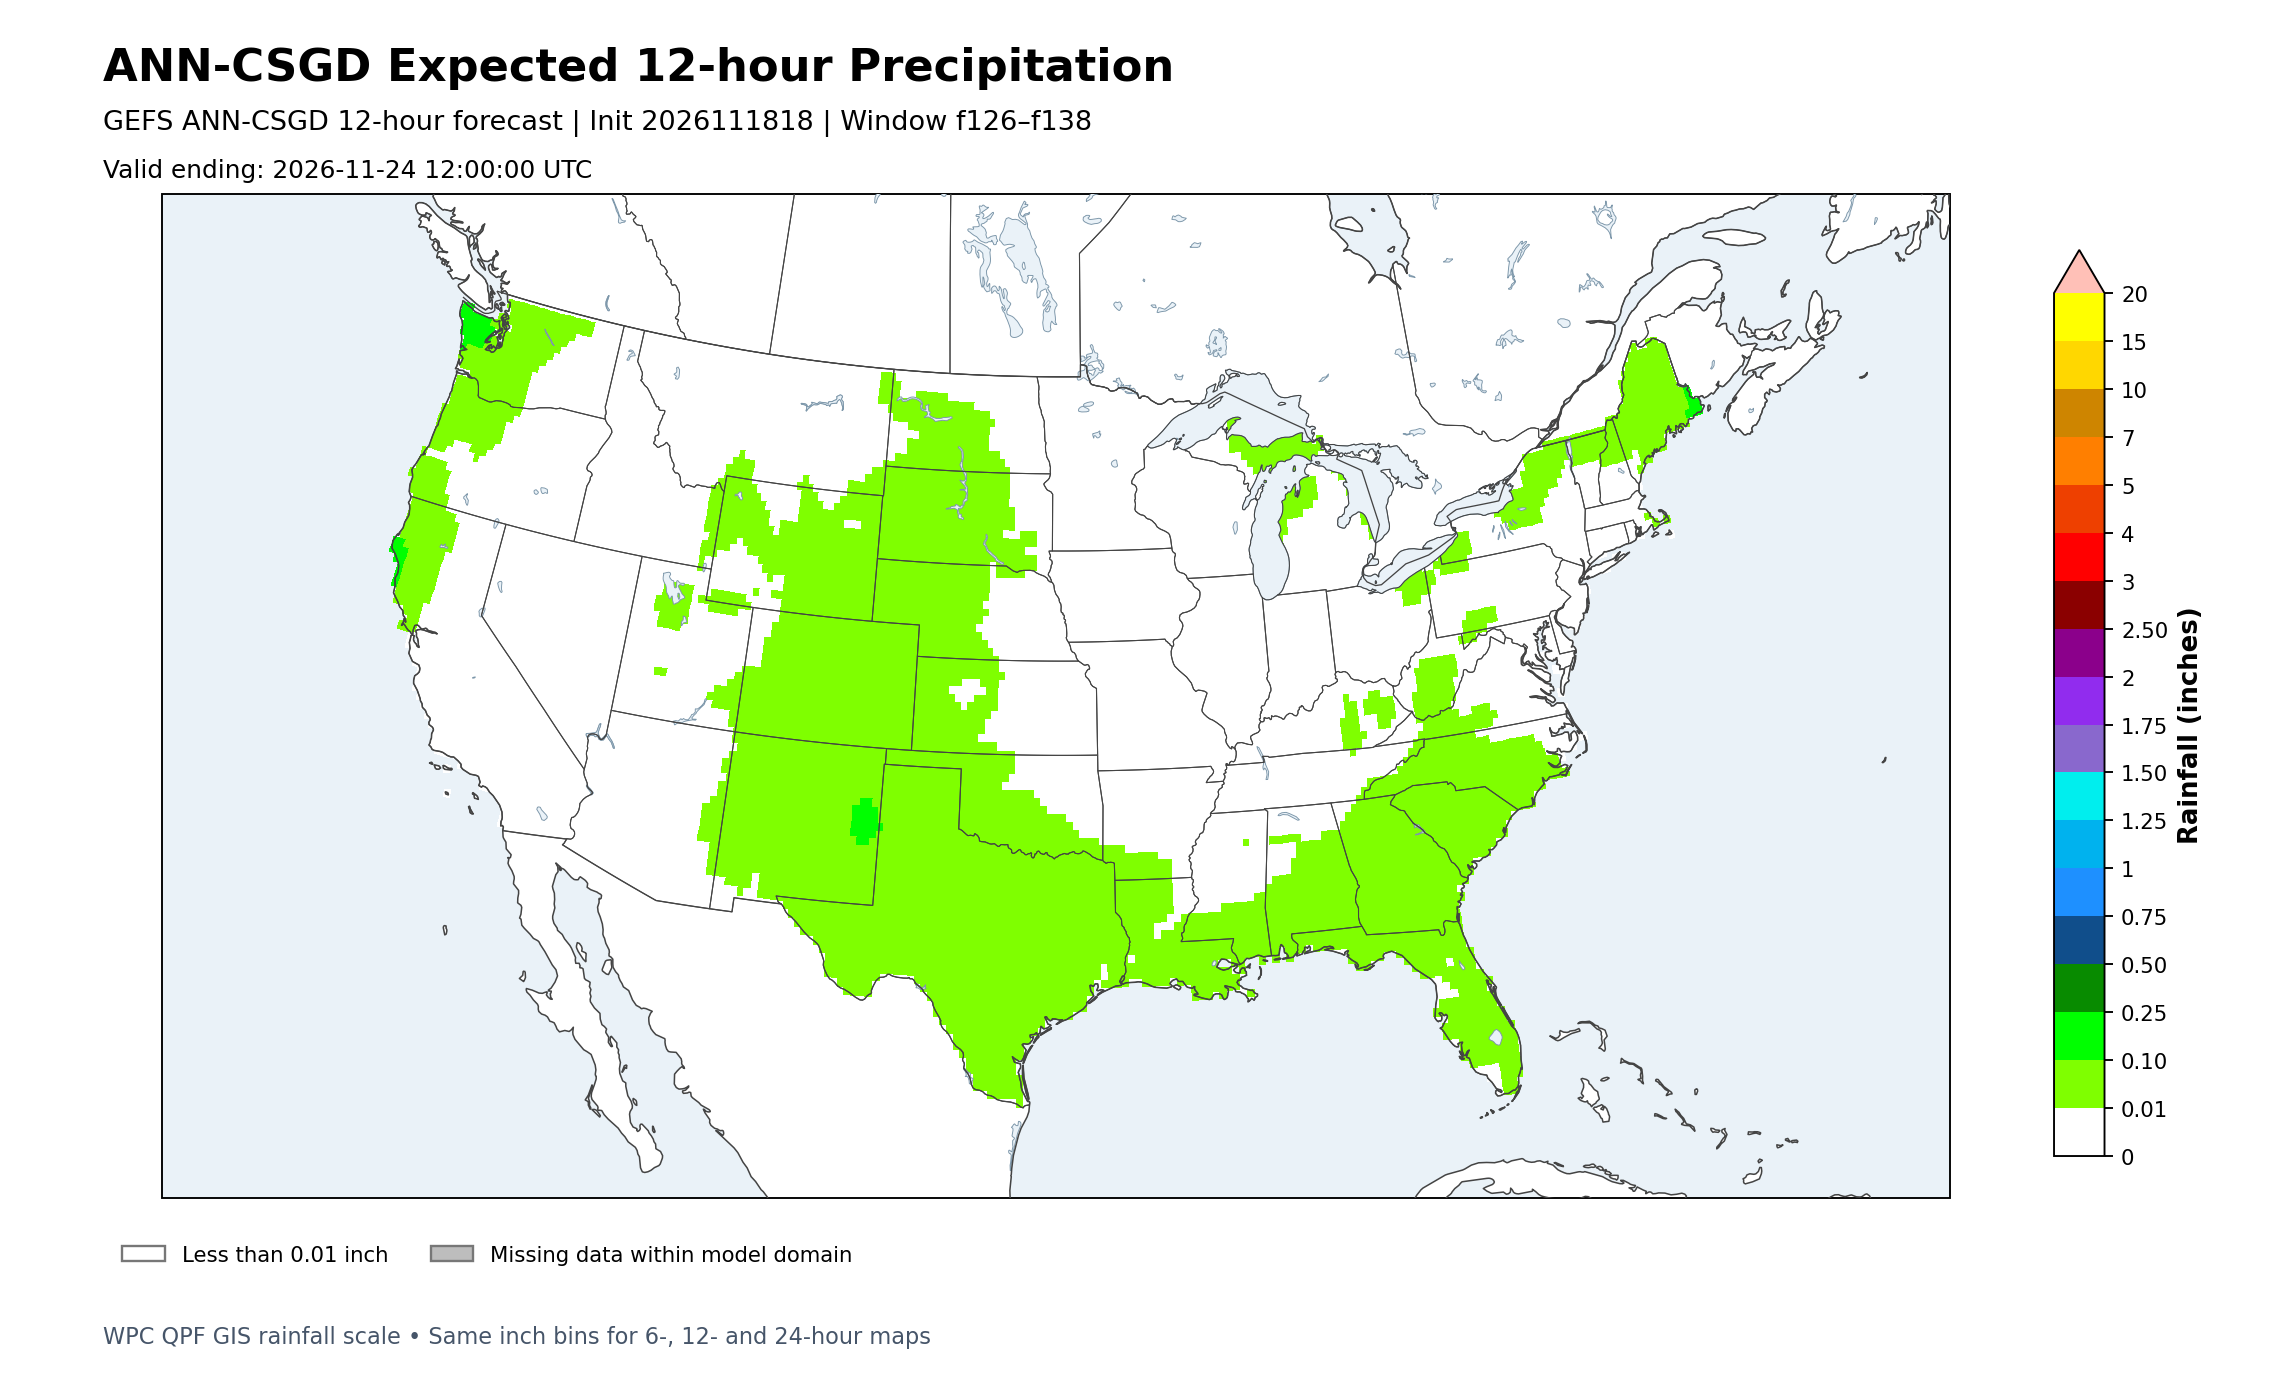 ANN-CSGD Expected 12-hour Precipitation
GEFS ANN-CSGD 12-hour forecast | Init 2026111818 | Window f126–f138
Valid ending: 2026-11-24 12:00:00 UTC
20
15
10
7
5
4
3
2.50
2
1.75
1.50
1.25
1
0.75
0.50
0.25
0.10
0.01
0
Rainfall (inches)
Less than 0.01 inch
Missing data within model domain
WPC QPF GIS rainfall scale • Same inch bins for 6-, 12- and 24-hour maps